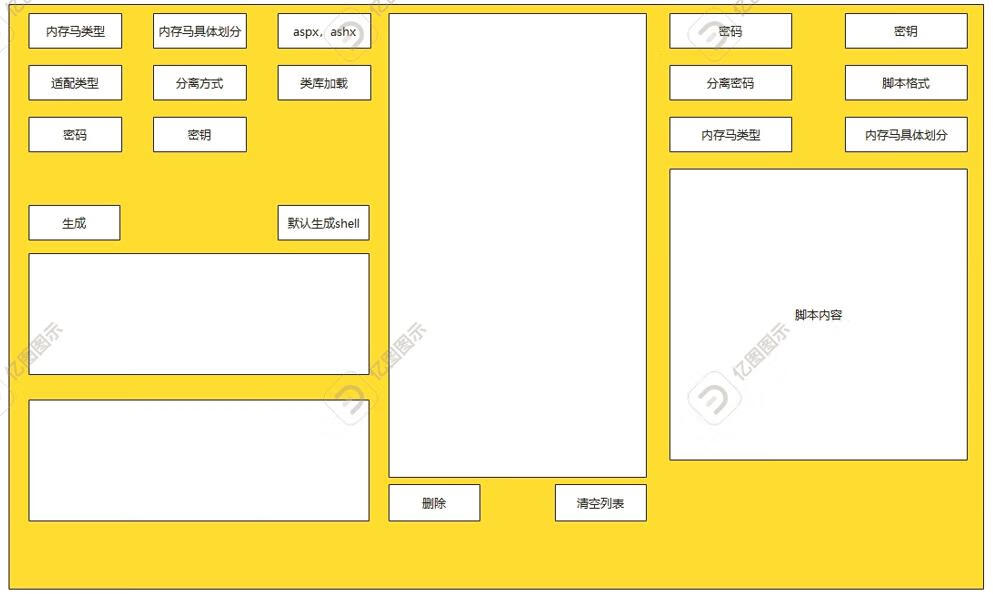 内存马类型
内存马具体划分
aspx，ashx
适配类型
分离方式
类库加载
密码
密钥
生成
默认生成shell
删除
清空列表
密码
密钥
分离密码
脚本格式
内存马类型
内存马具体划分
脚本内容
亿图图示
亿图图示
亿图图示